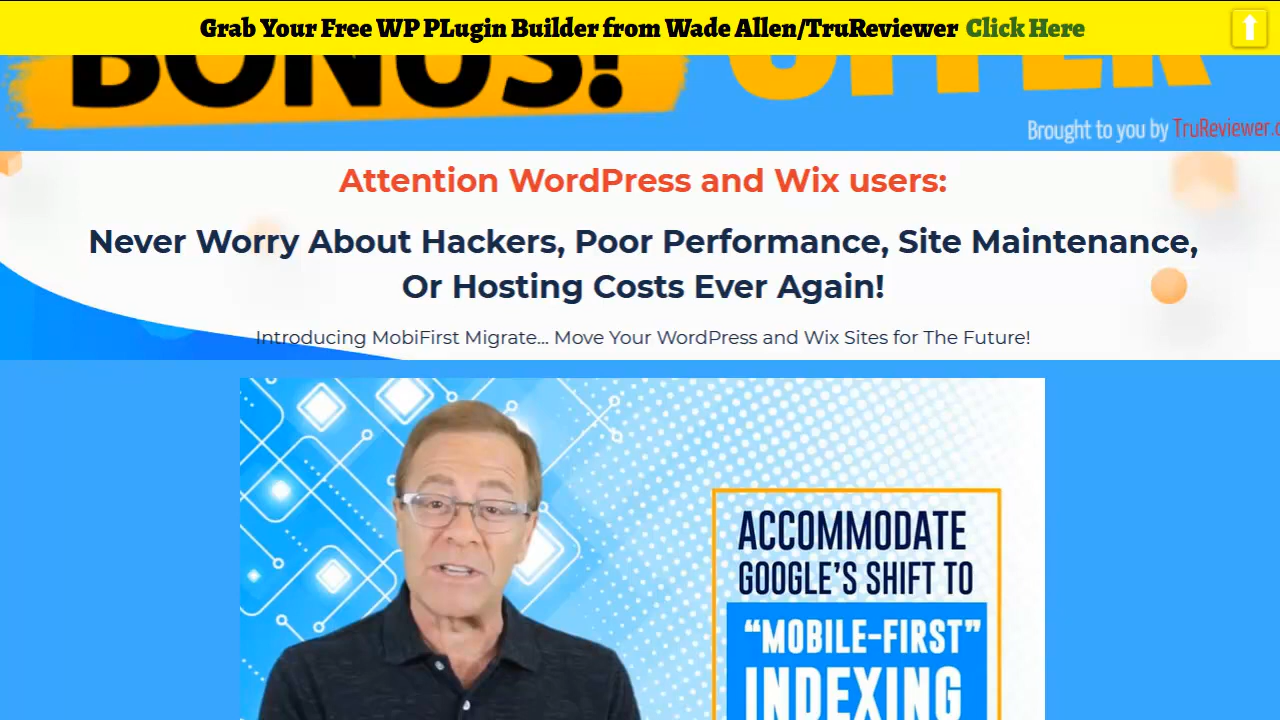 Grab Your Free WP PLugin Builder from Wade Allen/TruReviewer Click Here
BONUS! OFFER
Brought to you by TruReviewer.c
Attention WordPress and Wix users:
Never Worry About Hackers, Poor Performance, Site Maintenance,
Or Hosting Costs Ever Again!
Introducing MobiFirst Migrate... Move Your WordPress and Wix Sites for The Future!
ACCOMMODATE
GOOGLE'S SHIFT TO
“MOBILE-FIRST”
INDEXING